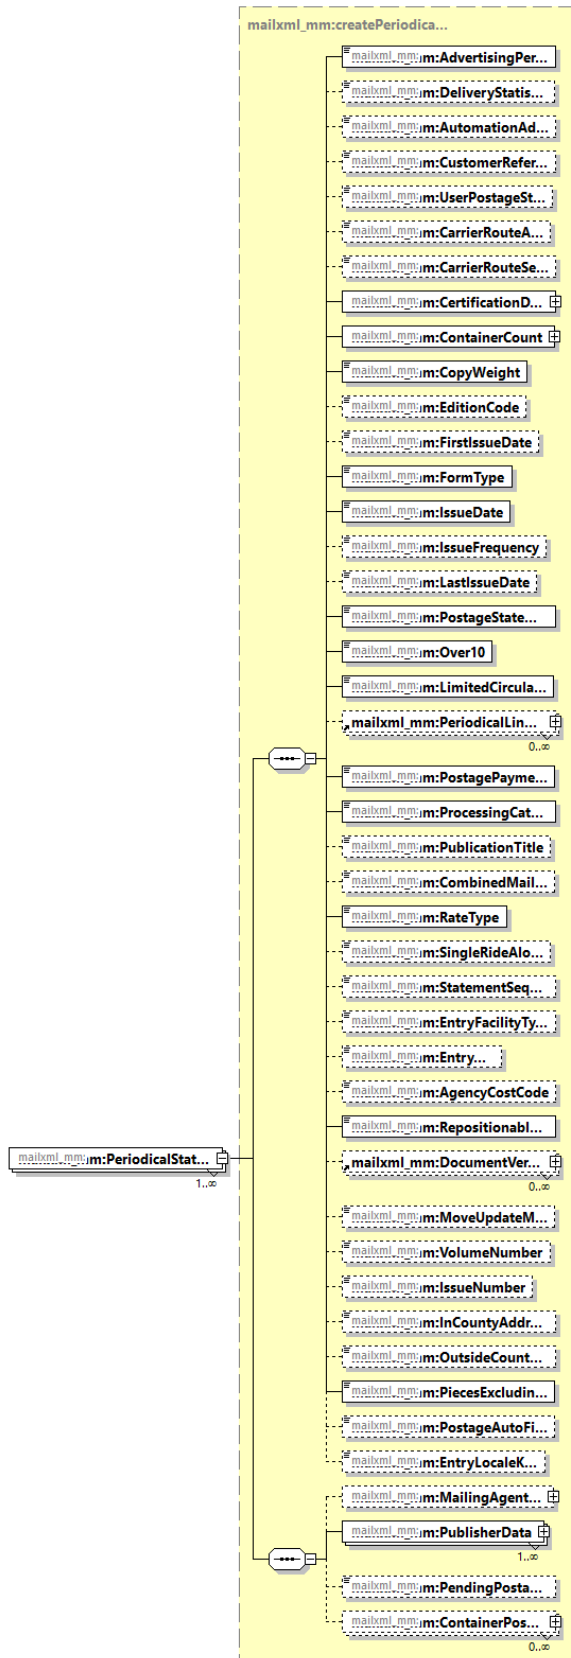 mailxml_mm:createPeriodica...
mailxml_mm:AdvertisingPer...
mailxml_mm:DeliveryStatis...
mailxml_mm:AutomationAd...
mailxml_mm:CustomerRefer...
mailxml_mm:UserPostageSt...
mailxml_mm:CarrierRouteA...
mailxml_mm:CarrierRouteSe...
mailxml_mm:CertificationD...
mailxml_mm:ContainerCount
mailxml_mm:CopyWeight
mailxml_mm:EditionCode
mailxml_mm:FirstIssueDate
mailxml_mm:FormType
mailxml_mm:IssueDate
mailxml_mm:IssueFrequency
mailxml_mm:LastIssueDate
mailxml_mm:PostageState...
mailxml_mm:Over10
mailxml_mm:LimitedCircula...
mailxml_mm:PeriodicalLin...
0..∞
mailxml_mm:PostagePayme...
mailxml_mm:ProcessingCat...
mailxml_mm:PublicationTitle
mailxml_mm:CombinedMail...
mailxml_mm:RateType
mailxml_mm:SingleRideAlo...
mailxml_mm:StatementSeq...
mailxml_mm:EntryFacilityTy...
mailxml_mm:Entry...
mailxml_mm:AgencyCostCode
mailxml_mm:Repositionabl...
mailxml_mm:PeriodicalStat...
1..∞
mailxml_mm:DocumentVer...
0..∞
mailxml_mm:MoveUpdateM...
mailxml_mm:VolumeNumber
mailxml_mm:IssueNumber
mailxml_mm:InCountyAddr...
mailxml_mm:OutsideCount...
mailxml_mm:PiecesExcludin...
mailxml_mm:PostageAutoFi...
mailxml_mm:EntryLocaleK...
mailxml_mm:MailingAgent...
mailxml_mm:PublisherData
1..∞
mailxml_mm:PendingPosta...
mailxml_mm:ContainerPos...
0..∞